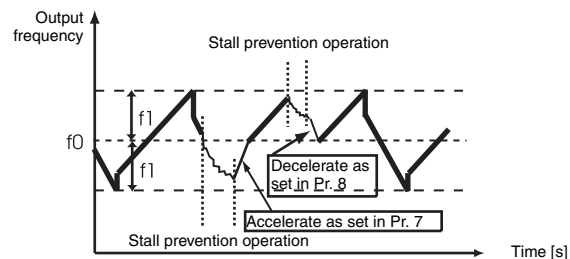 Output
frequency
Stall prevention operation
f1
f0
f1
Decelerate as
set in Pr. 8
Accelerate as set in Pr. 7
Stall prevention operation
Time [s]